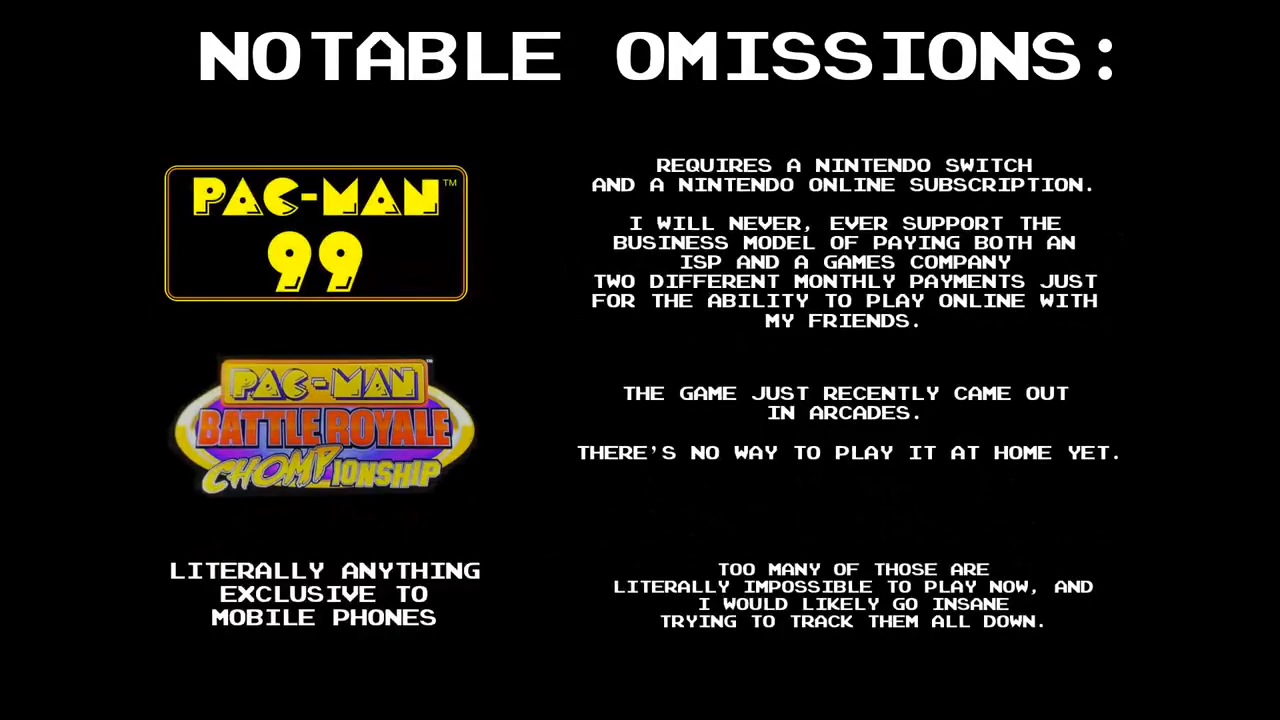 NOTABLE OMISSIONS:
PAC-MAN™
99
REQUIRES A NINTENDO SWITCH
AND A NINTENDO ONLINE SUBSCRIPTION.
I WILL NEVER, EVER SUPPORT THE
BUSINESS MODEL OF PAYING BOTH AN
ISP AND A GAMES COMPANY
TWO DIFFERENT MONTHLY PAYMENTS JUST
FOR THE ABILITY TO PLAY ONLINE WITH
MY FRIENDS.
PAC-MAN™
BATTLE ROYALE
CHOMPIONSHIP
THE GAME JUST RECENTLY CAME OUT
IN ARCADES.
THERE'S NO WAY TO PLAY IT AT HOME YET.
LITERALLY ANYTHING
EXCLUSIVE TO
MOBILE PHONES
TOO MANY OF THOSE ARE
LITERALLY IMPOSSIBLE TO PLAY NOW, AND
I WOULD LIKELY GO INSANE
TRYING TO TRACK THEM ALL DOWN.